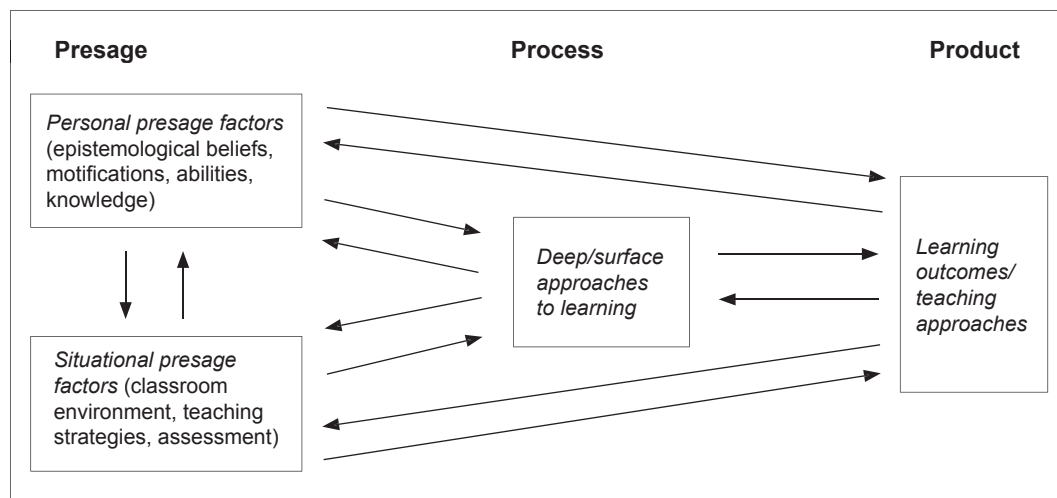 Presage
Process
Product
Personal presage factors
(epistemological beliefs,
motifications, abilities,
knowledge)
Deep/surface
approaches
to learning
Learning
outcomes/
teaching
approaches
Situational presage
factors (classroom
environment, teaching
strategies, assessment)